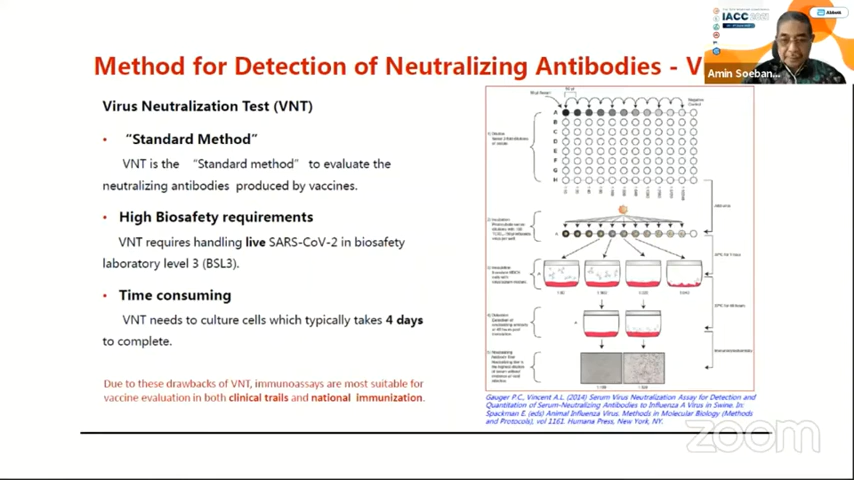 IACC
Abbott
Method for Detection of Neutralizing Antibodies - V
Amin Soeban...
Virus Neutralization Test (VNT)
• “Standard Method”
VNT is the “Standard method” to evaluate the
neutralizing antibodies produced by vaccines.
• High Biosafety requirements
VNT requires handling live SARS-CoV-2 in biosafety
laboratory level 3 (BSL3).
• Time consuming
VNT needs to culture cells which typically takes 4 days
to complete.
Due to these drawbacks of VNT, immunoassays are most suitable for
vaccine evaluation in both clinical trails and national immunization.
Negative
Control
A
B
C
D
E
F
G
H
Gauger P.C., Vincent A.L. (2014) Serum Virus Neutralization Assay for Detection and
Quantitation of Serum-Neutralizing Antibodies to Influenza A Virus in Swine. In:
Spackman E. (eds) Animal Influenza Virus. Methods in Molecular Biology (Methods
and Protocols), vol 1161. Humana Press, New York, NY.
zoom